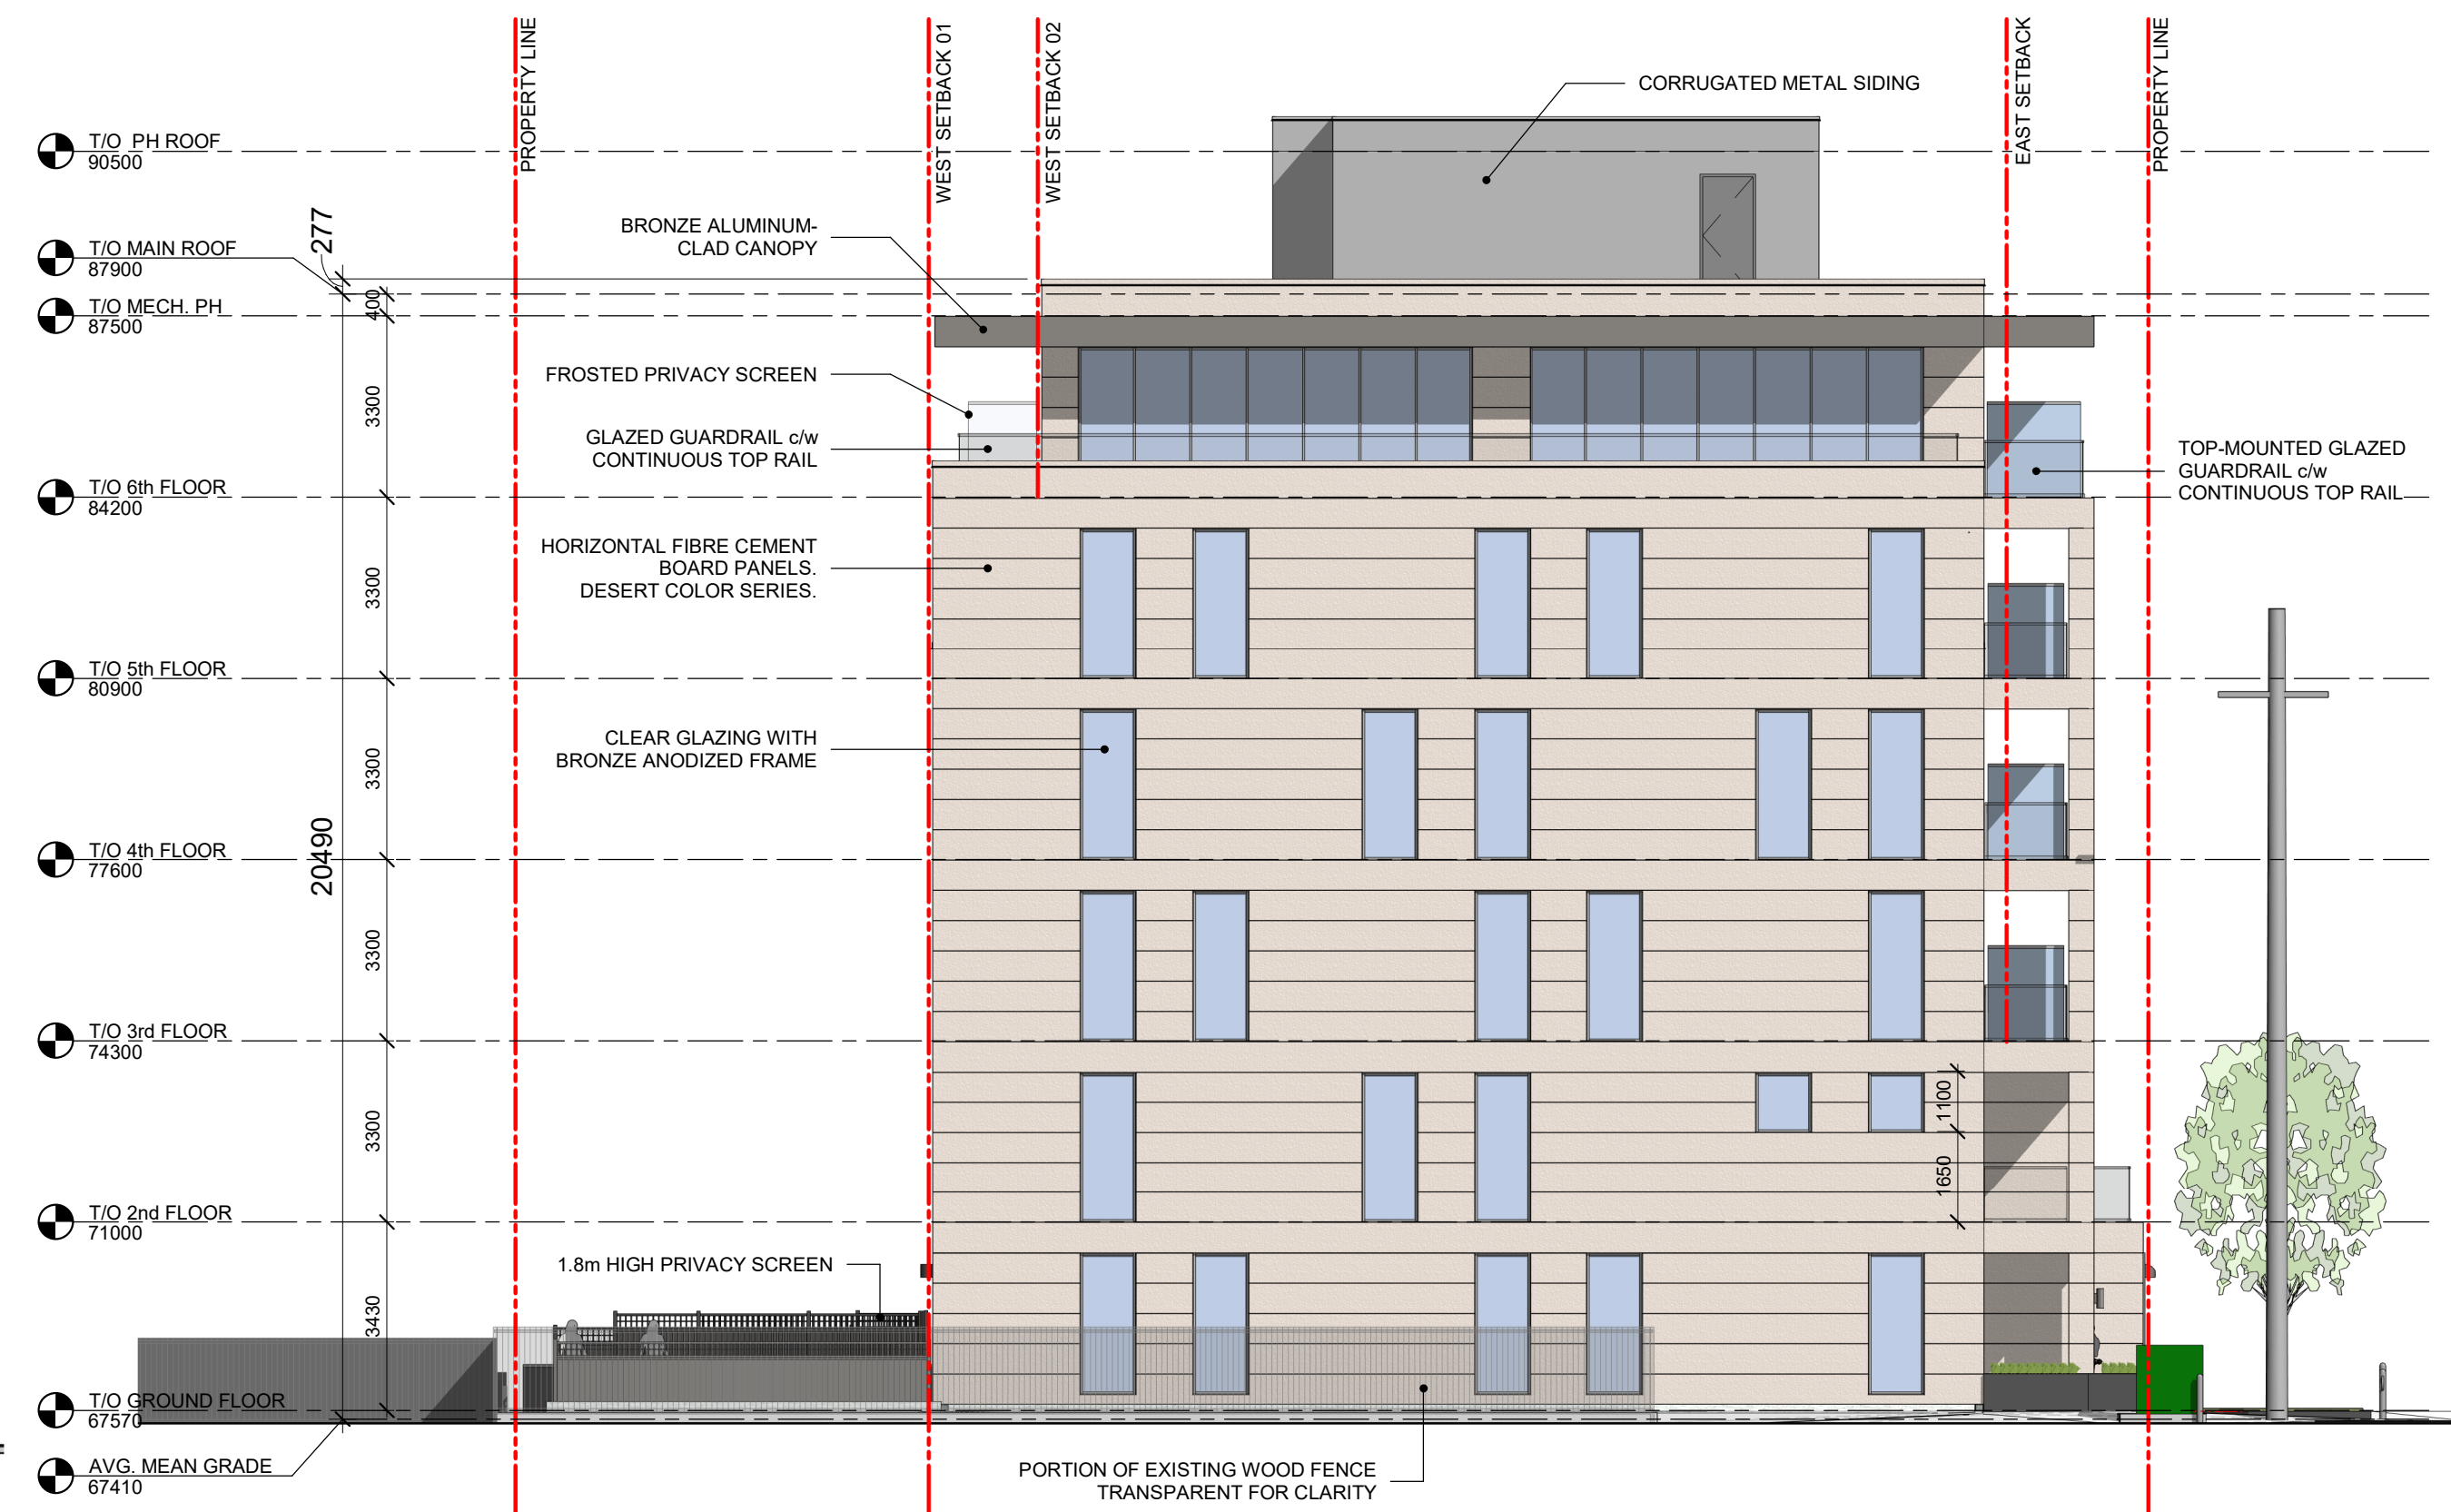 PROPERTY LINE
WEST SETBACK 01
WEST SETBACK 02
EAST SETBACK
PROPERTY LINE
CORRUGATED METAL SIDING
T/O PH ROOF
90500
277
T/O MAIN ROOF
87900
BRONZE ALUMINUM-
CLAD CANOPY
T/O MECH. PH
87500
400
3300
FROSTED PRIVACY SCREEN
GLAZED GUARDRAIL c/w
CONTINUOUS TOP RAIL
TOP-MOUNTED GLAZED
GUARDRAIL c/w
CONTINUOUS TOP RAIL
T/O 6th FLOOR
84200
HORIZONTAL FIBRE CEMENT
BOARD PANELS.
DESERT COLOR SERIES.
3300
T/O 5th FLOOR
80900
CLEAR GLAZING WITH
BRONZE ANODIZED FRAME
3300
20490
T/O 4th FLOOR
77600
3300
T/O 3rd FLOOR
74300
3300
1100
1650
T/O 2nd FLOOR
71000
1.8m HIGH PRIVACY SCREEN
3430
T/O GROUND FLOOR
67570
AVG. MEAN GRADE
67410
PORTION OF EXISTING WOOD FENCE
TRANSPARENT FOR CLARITY